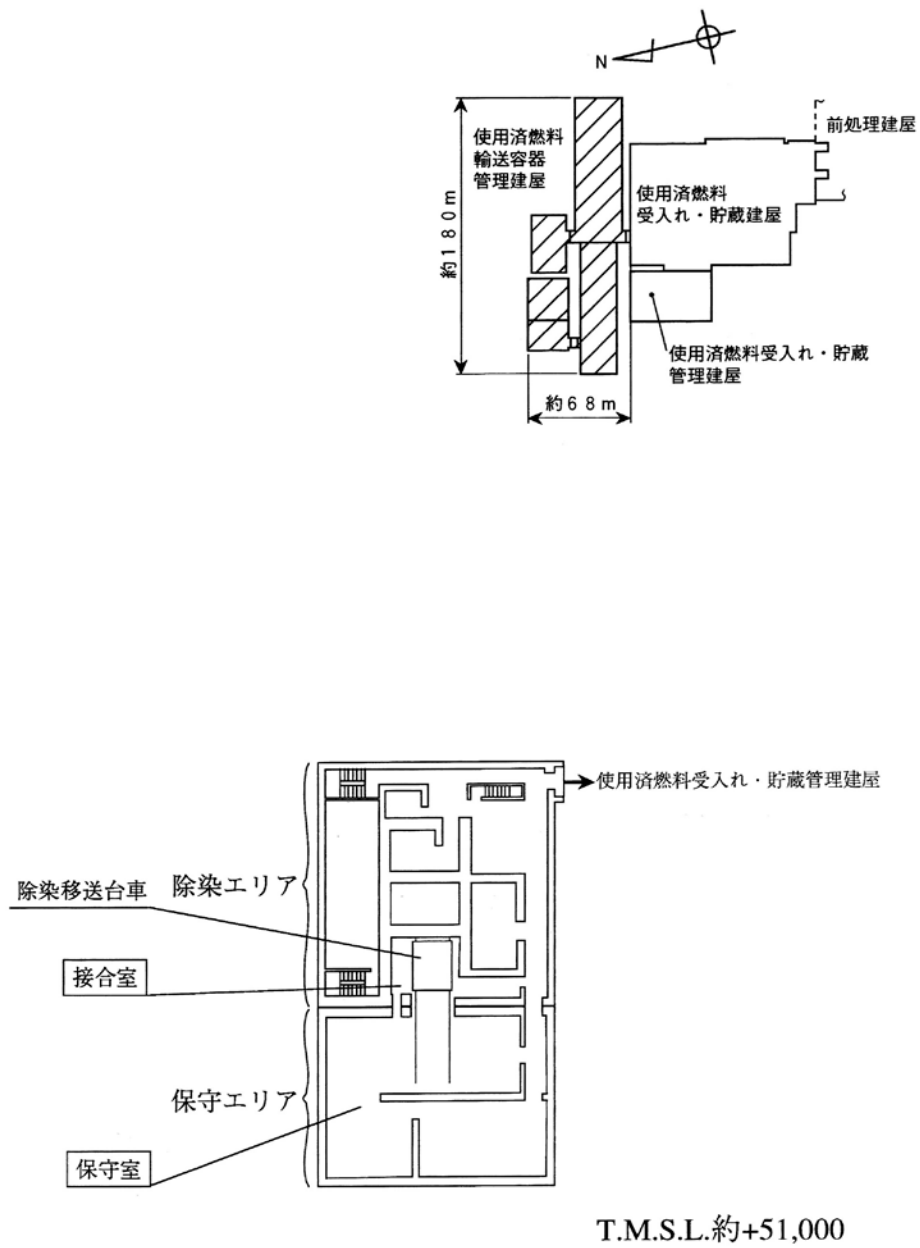 N
前処理建屋
使用済燃料
輸送容器
管理建屋
使用済燃料
受入れ・貯蔵建屋
約180m
使用済燃料受入れ・貯蔵
管理建屋
約68m
使用済燃料受入れ・貯蔵管理建屋
除染移送台車
除染エリア
接合室
保守エリア
保守室
T.M.S.L.約+51,000